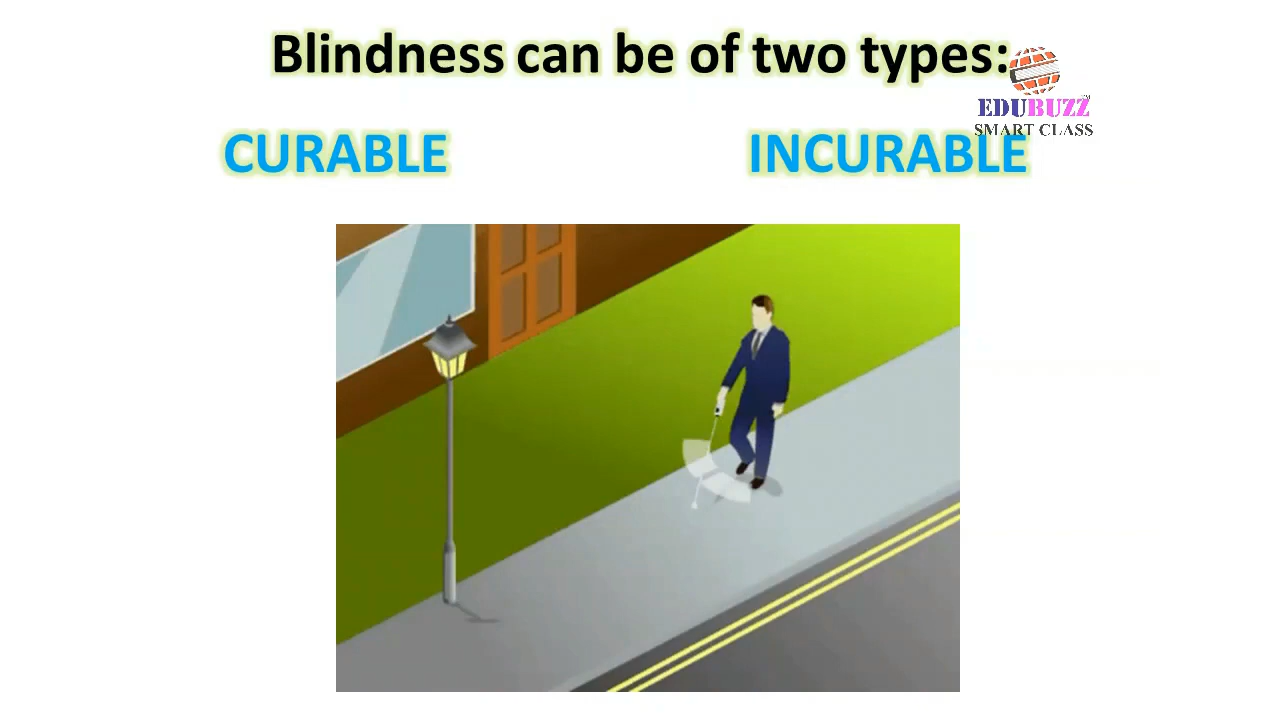 Blindness can be of two types:
EDUBUZZ
SMART CLASS
CURABLE
INCURABLE